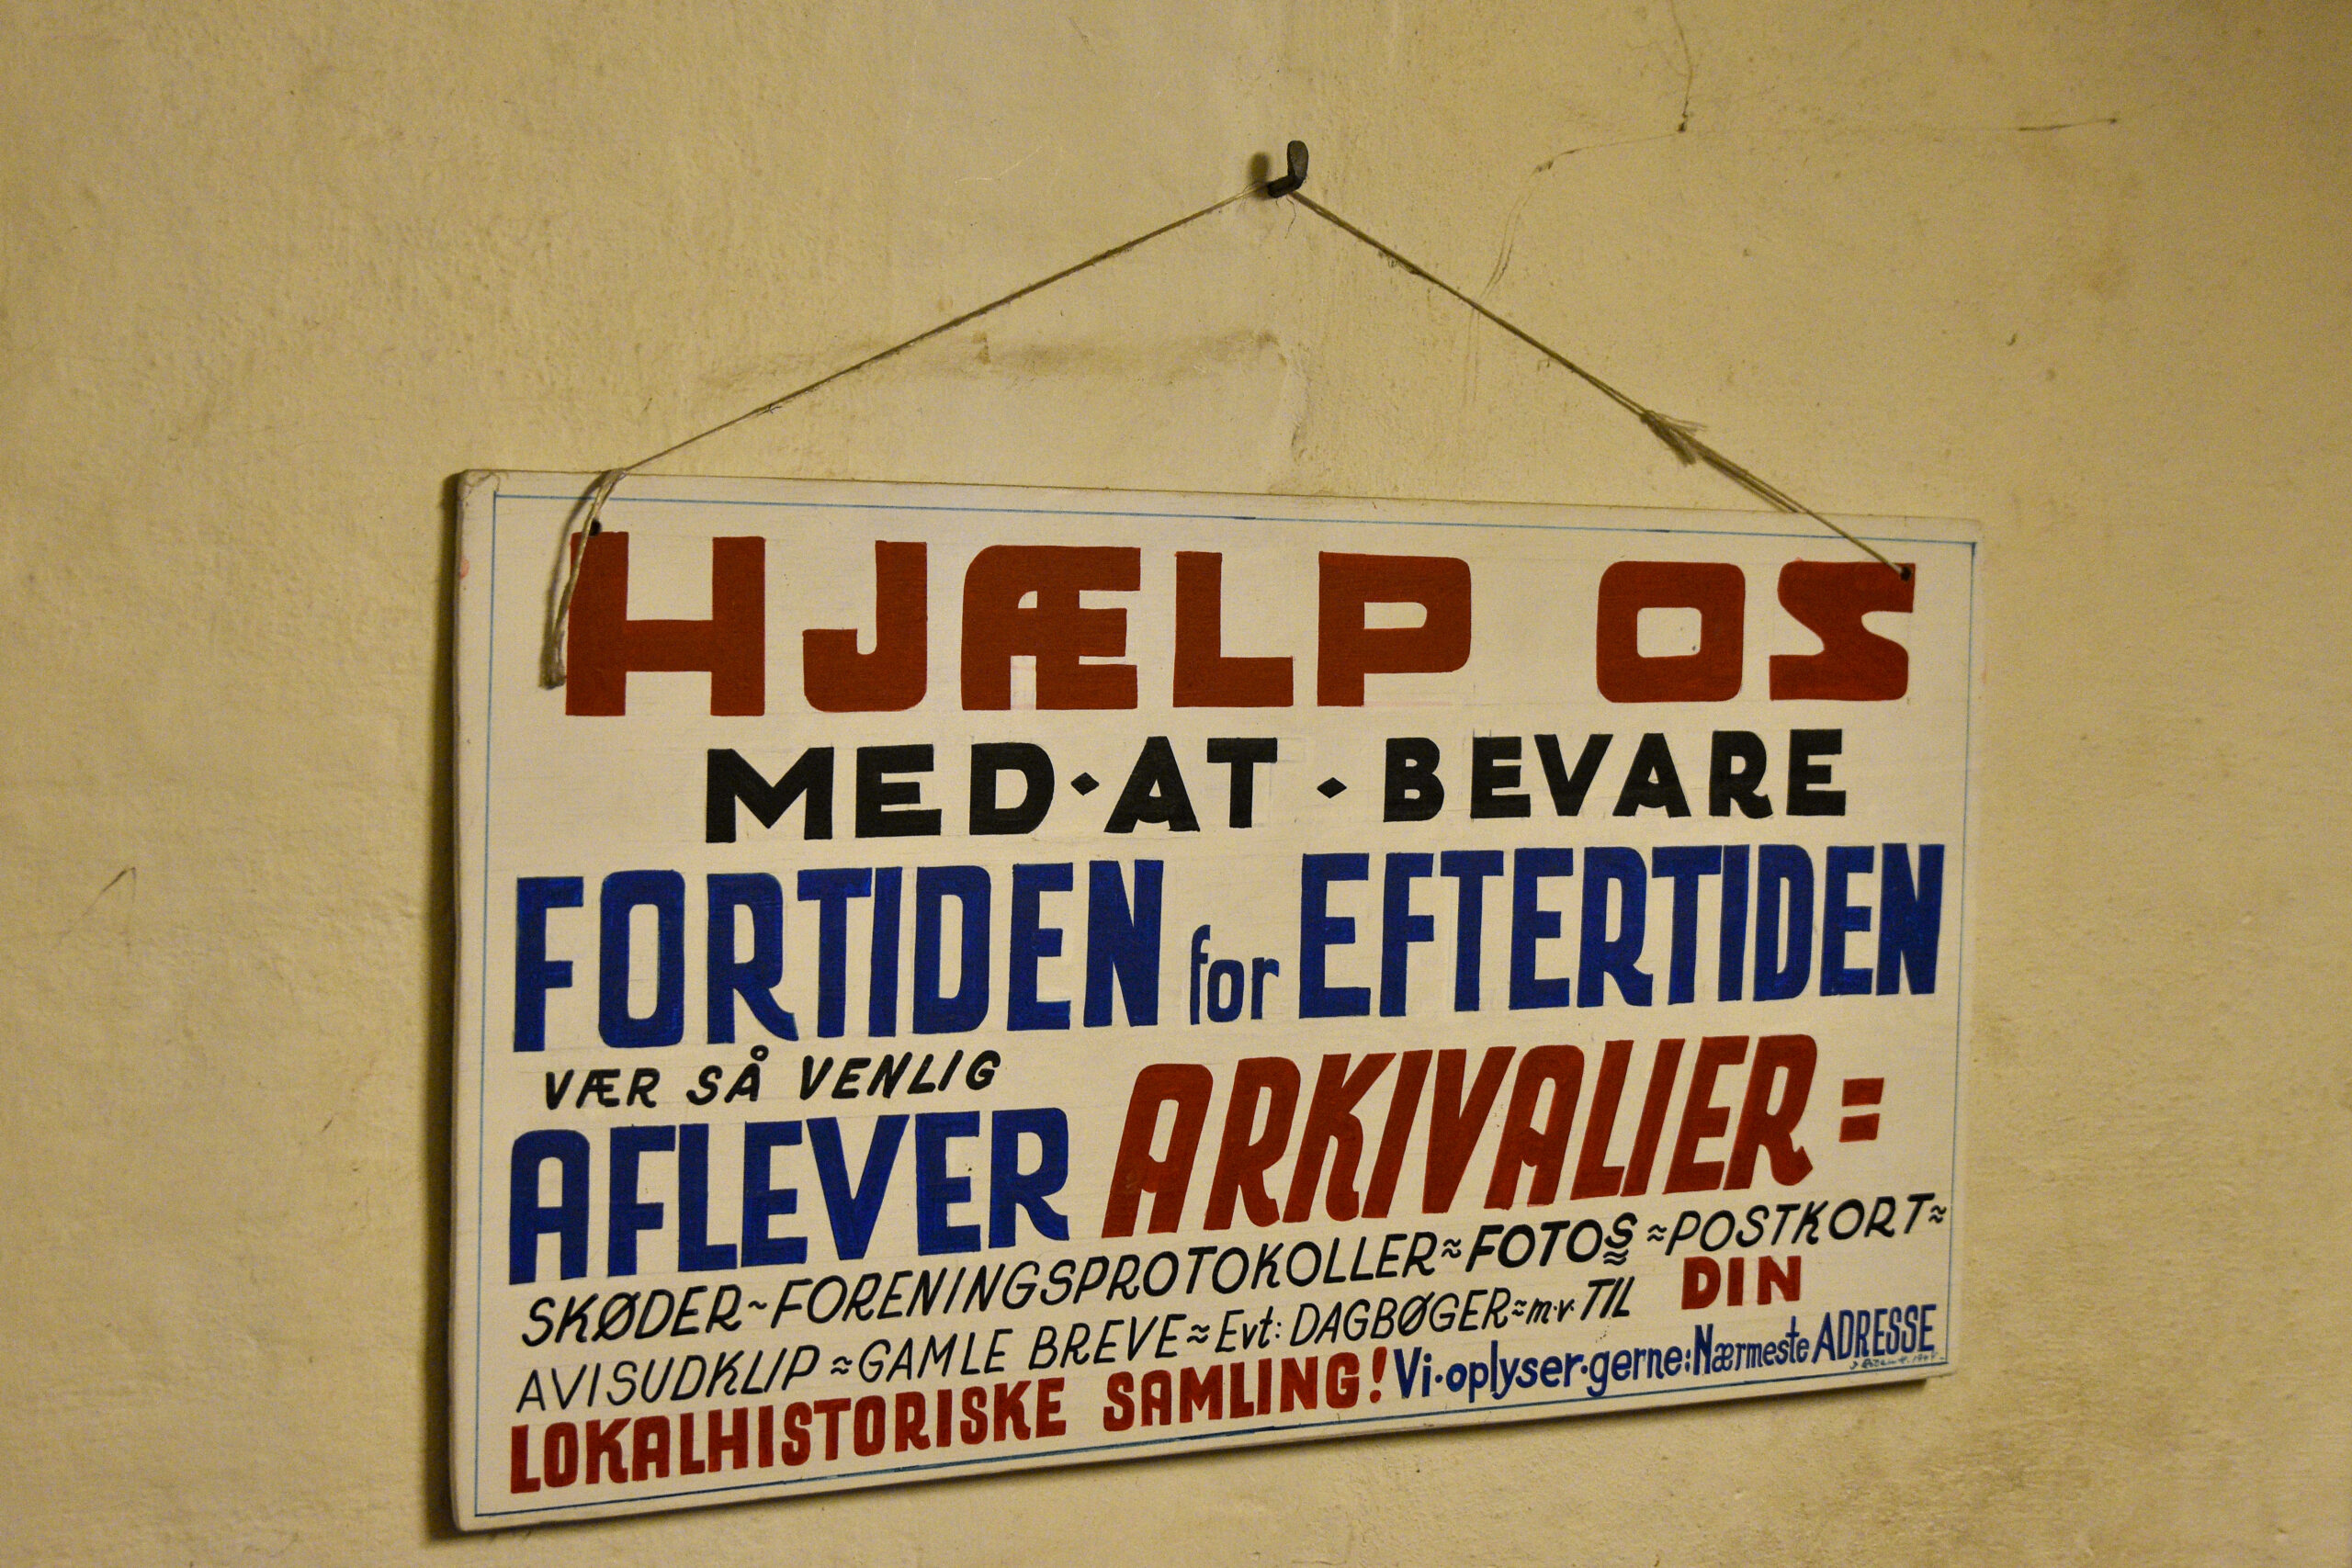 HJÆLP OS
MED·AT·BEVARE
FORTIDEN for EFTERTIDEN
VÆR SÅ VENLIG
AFLEVER ARKIVALIER=
SKØDER~FORENINGSPROTOKOLLER≈FOTOS≈POSTKORT≈
AVISUDKLIP≈GAMLE BREVE≈Evt: DAGBØGER≈m.v. TIL DIN
LOKALHISTORISKE SAMLING! Vi·oplyser·gerne: Nærmeste ADRESSE